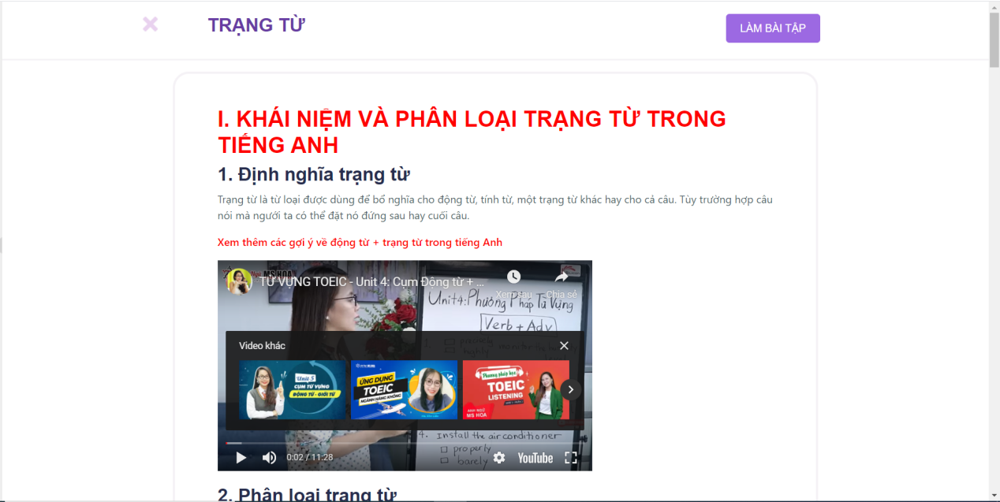 TRẠNG TỪ
LÀM BÀI TẬP
I. KHÁI NIỆM VÀ PHÂN LOẠI TRẠNG TỪ TRONG
TIẾNG ANH
1. Định nghĩa trạng từ
Trạng từ là từ loại được dùng để bổ nghĩa cho động từ, tính từ, một trạng từ khác hay cho cả câu. Tùy trường hợp câu
nói mà người ta có thể đặt nó đứng sau hay cuối câu.
Xem thêm các gợi ý về động từ + trạng từ trong tiếng Anh
MS HOA
TỪ VỰNG TOEIC - Unit 4: Cụm Động từ + ...
Xem sau
Chia sẻ
Unit4: Phương Pháp Từ Vựng
Verb + Adv
Video khác
Unit 5
CỤM TỪ VỰNG
ĐỘNG TỪ - GIỚI TỪ
ỨNG DỤNG
TOEIC
NGÀNH HÀNG KHÔNG
Phương pháp học
TOEIC
LISTENING
ANH NGỮ
MS HOA
4. Install the air conditioner
properly
barely
0:02 / 11:28
YouTube
2. Phân loại trạng từ